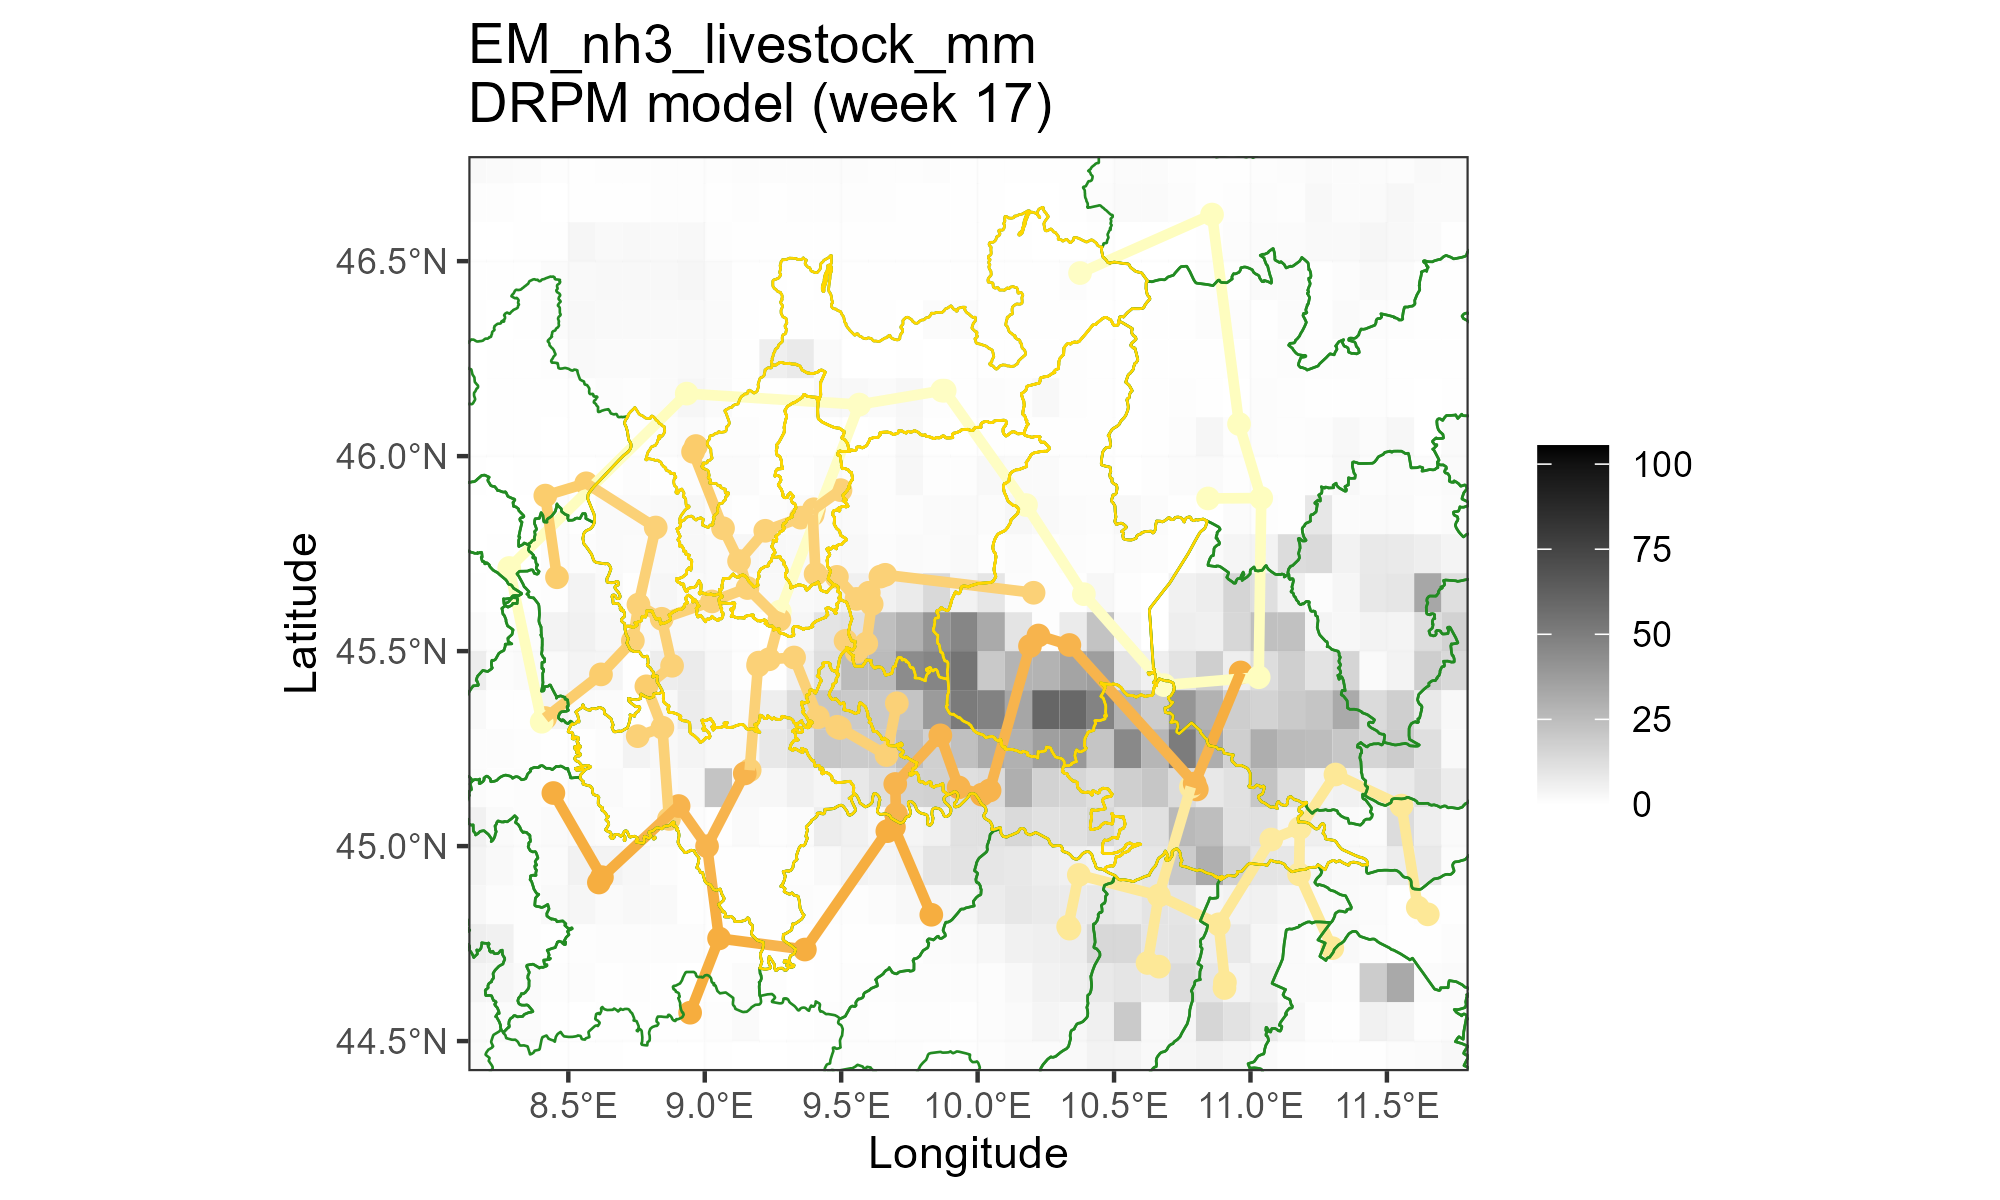 EM_nh3_livestock_mm
DRPM model (week 17)
46.5°N
46.0°N
45.5°N
45.0°N
44.5°N
Latitude
8.5°E 9.0°E 9.5°E 10.0°E 10.5°E 11.0°E 11.5°E
Longitude
100
75
50
25
0